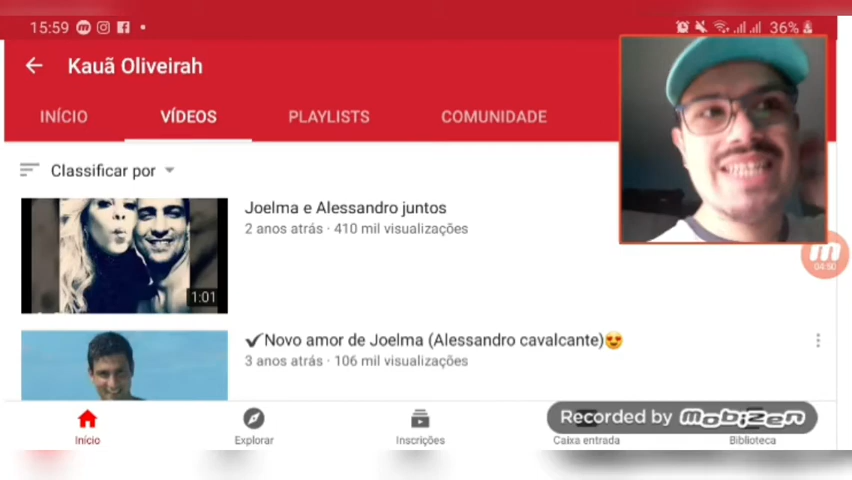 15:59
36%
Kauã Oliveirah
INÍCIO
VÍDEOS
PLAYLISTS
COMUNIDADE
Classificar por
Joelma e Alessandro juntos
2 anos atrás · 410 mil visualizações
1:01
04:50
✔Novo amor de Joelma (Alessandro cavalcante)😍
3 anos atrás · 106 mil visualizações
Recorded by mobizen
Início
Explorar
Inscrições
Caixa entrada
Biblioteca